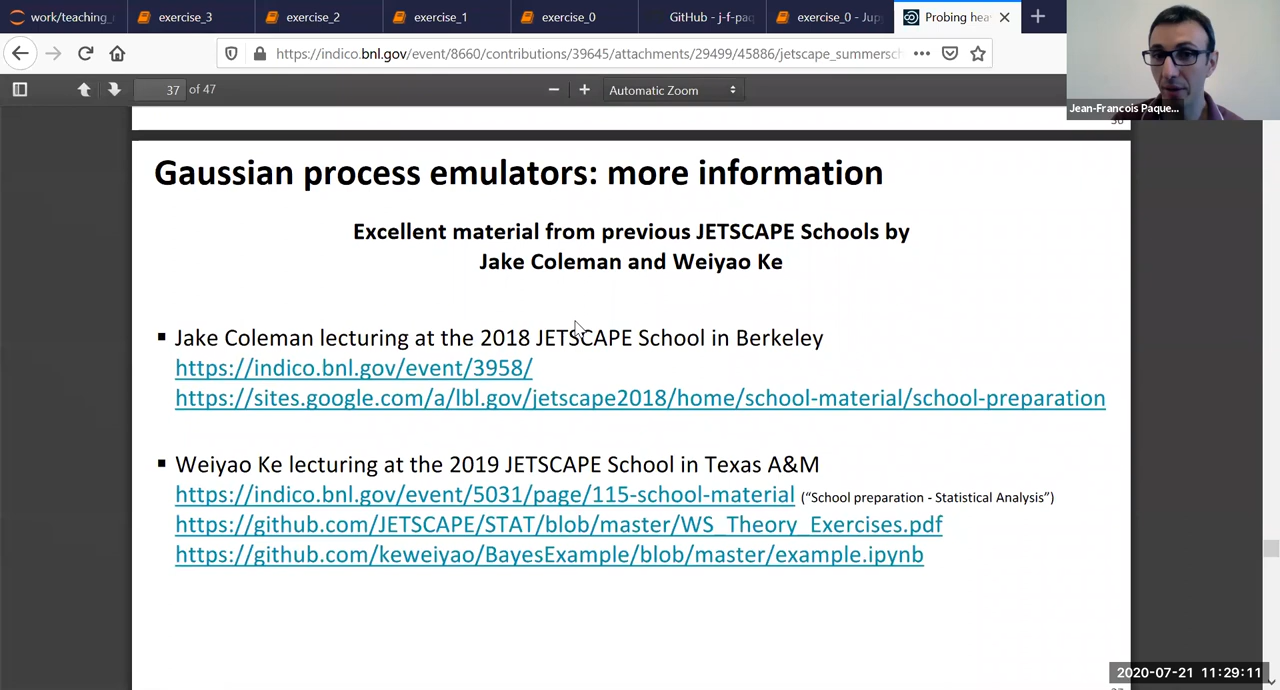 work/teaching_
exercise_3
exercise_2
exercise_1
exercise_0
GitHub - j-f-paq
exercise_0 - Jup
Probing hea
https://indico.bnl.gov/event/8660/contributions/39645/attachments/29499/45886/jetscape_summersch
37 of 47
Automatic Zoom
Jean-Francois Paque...
Gaussian process emulators: more information
Excellent material from previous JETSCAPE Schools by
Jake Coleman and Weiyao Ke
▪ Jake Coleman lecturing at the 2018 JETSCAPE School in Berkeley
https://indico.bnl.gov/event/3958/
https://sites.google.com/a/lbl.gov/jetscape2018/home/school-material/school-preparation
▪ Weiyao Ke lecturing at the 2019 JETSCAPE School in Texas A&M
https://indico.bnl.gov/event/5031/page/115-school-material (“School preparation - Statistical Analysis”)
https://github.com/JETSCAPE/STAT/blob/master/WS_Theory_Exercises.pdf
https://github.com/keweiyao/BayesExample/blob/master/example.ipynb
2020-07-21 11:29:11